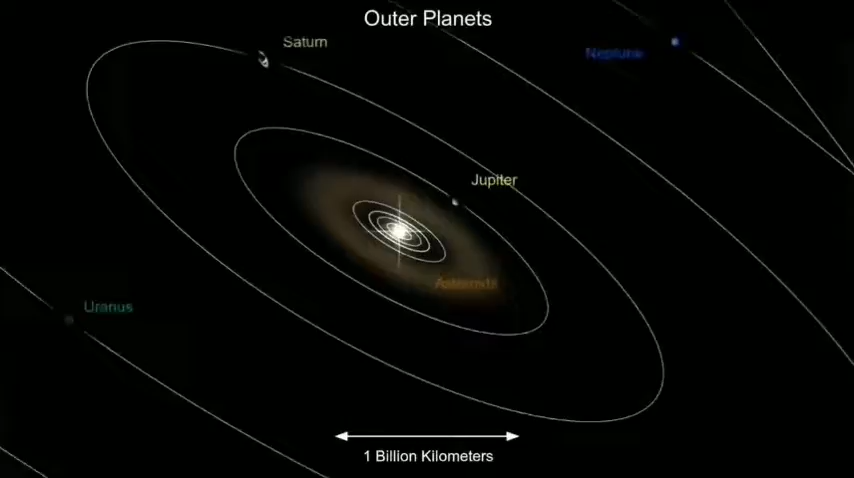 Outer Planets
Saturn
Neptune
Jupiter
Asteroids
Uranus
1 Billion Kilometers